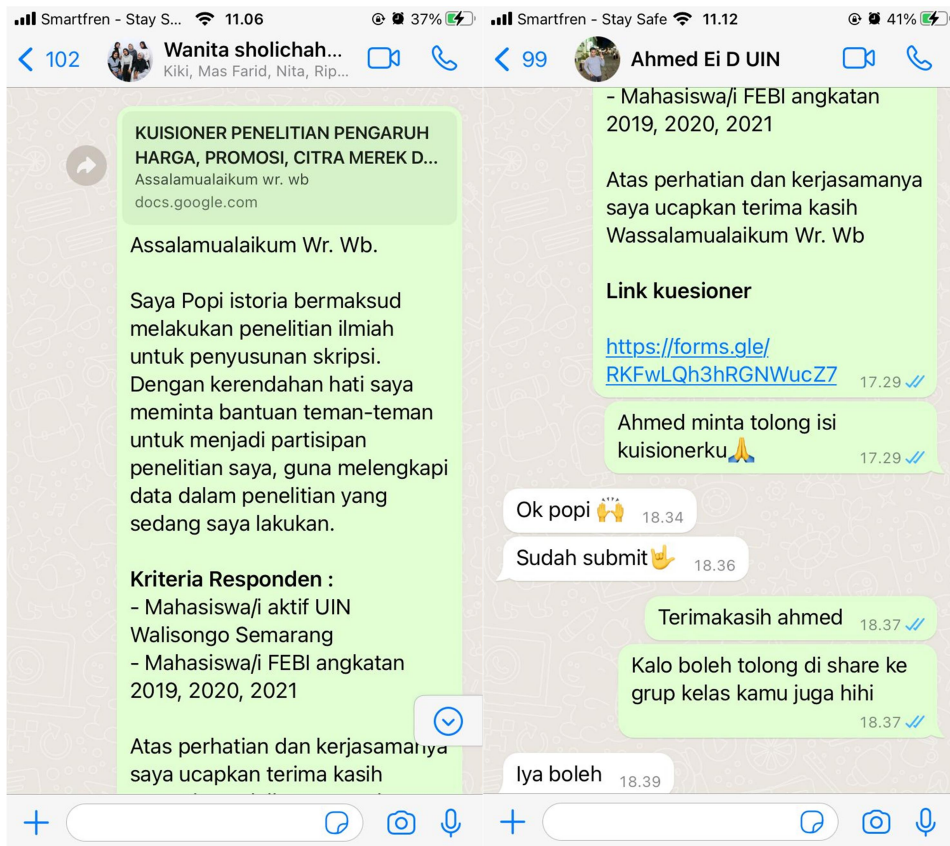 Smartfren - Stay S... 11.06 37%
102 Wanita sholichah...
Kiki, Mas Farid, Nita, Rip...
KUISIONER PENELITIAN PENGARUH
HARGA, PROMOSI, CITRA MEREK D...
Assalamualaikum wr. wb
docs.google.com
Assalamualaikum Wr. Wb.
Saya Popi istoria bermaksud
melakukan penelitian ilmiah
untuk penyusunan skripsi.
Dengan kerendahan hati saya
meminta bantuan teman-teman
untuk menjadi partisipan
penelitian saya, guna melengkapi
data dalam penelitian yang
sedang saya lakukan.
Kriteria Responden :
- Mahasiswa/i aktif UIN
Walisongo Semarang
- Mahasiswa/i FEBI angkatan
2019, 2020, 2021
Atas perhatian dan kerjasamanya
saya ucapkan terima kasih
Smartfren - Stay Safe 11.12 41%
99 Ahmed Ei D UIN
- Mahasiswa/i FEBI angkatan
2019, 2020, 2021
Atas perhatian dan kerjasamanya
saya ucapkan terima kasih
Wassalamualaikum Wr. Wb
Link kuesioner
https://forms.gle/
RKFwLQh3hRGNWucZ7 17.29
Ahmed minta tolong isi
kuisionerku🙏 17.29
Ok popi 🙌 18.34
Sudah submit🤟 18.36
Terimakasih ahmed 18.37
Kalo boleh tolong di share ke
grup kelas kamu juga hihi
18.37
Iya boleh 18.39